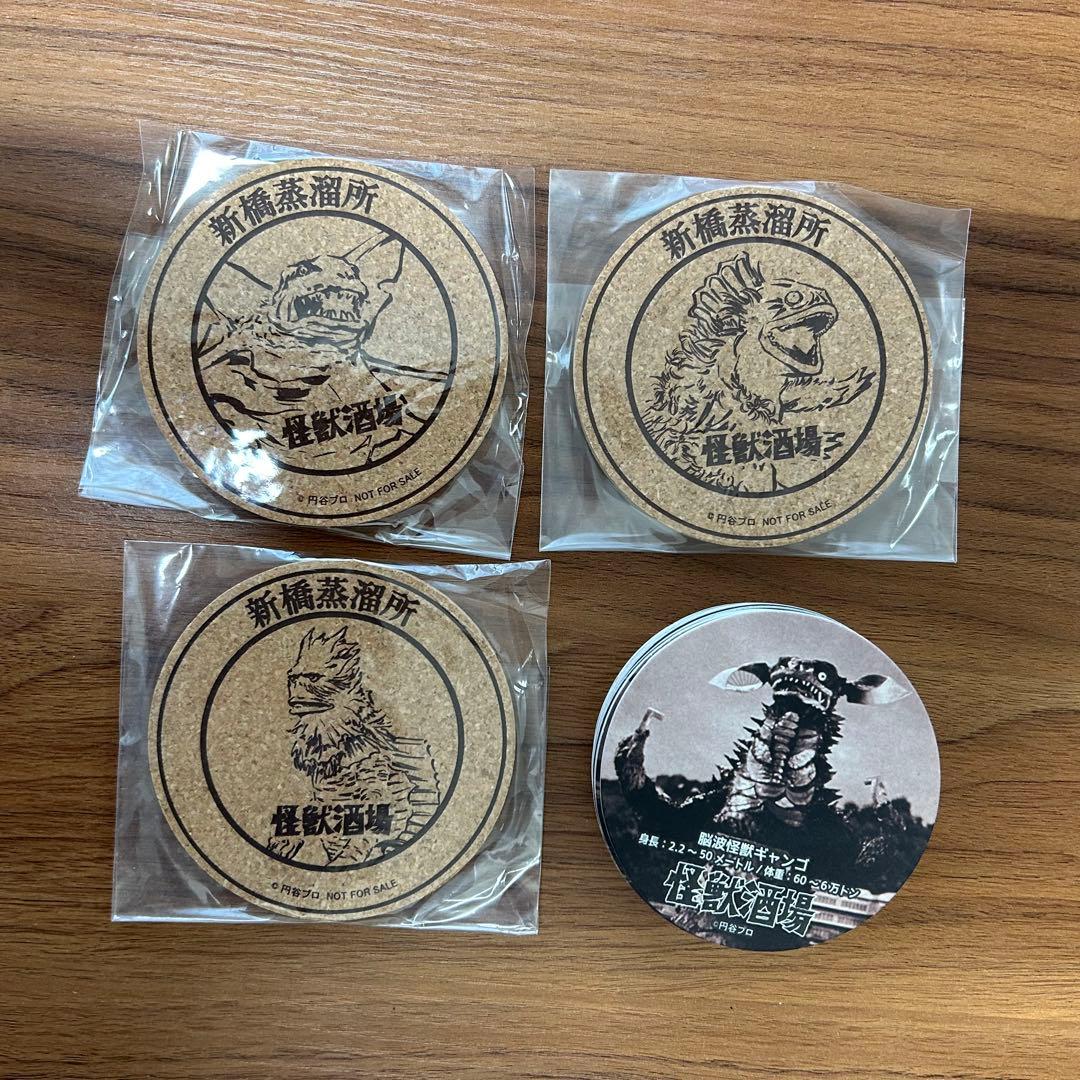 新橋蒸溜所
怪獣酒場
© 円谷プロ NOT FOR SALE
新橋蒸溜所
怪獣酒場
© 円谷プロ NOT FOR SALE
新橋蒸溜所
怪獣酒場
© 円谷プロ NOT FOR SALE
脳波怪獣ギャンゴ
身長:2.2〜50メートル/体重:60〜6万トン
怪獣酒場
©円谷プロ